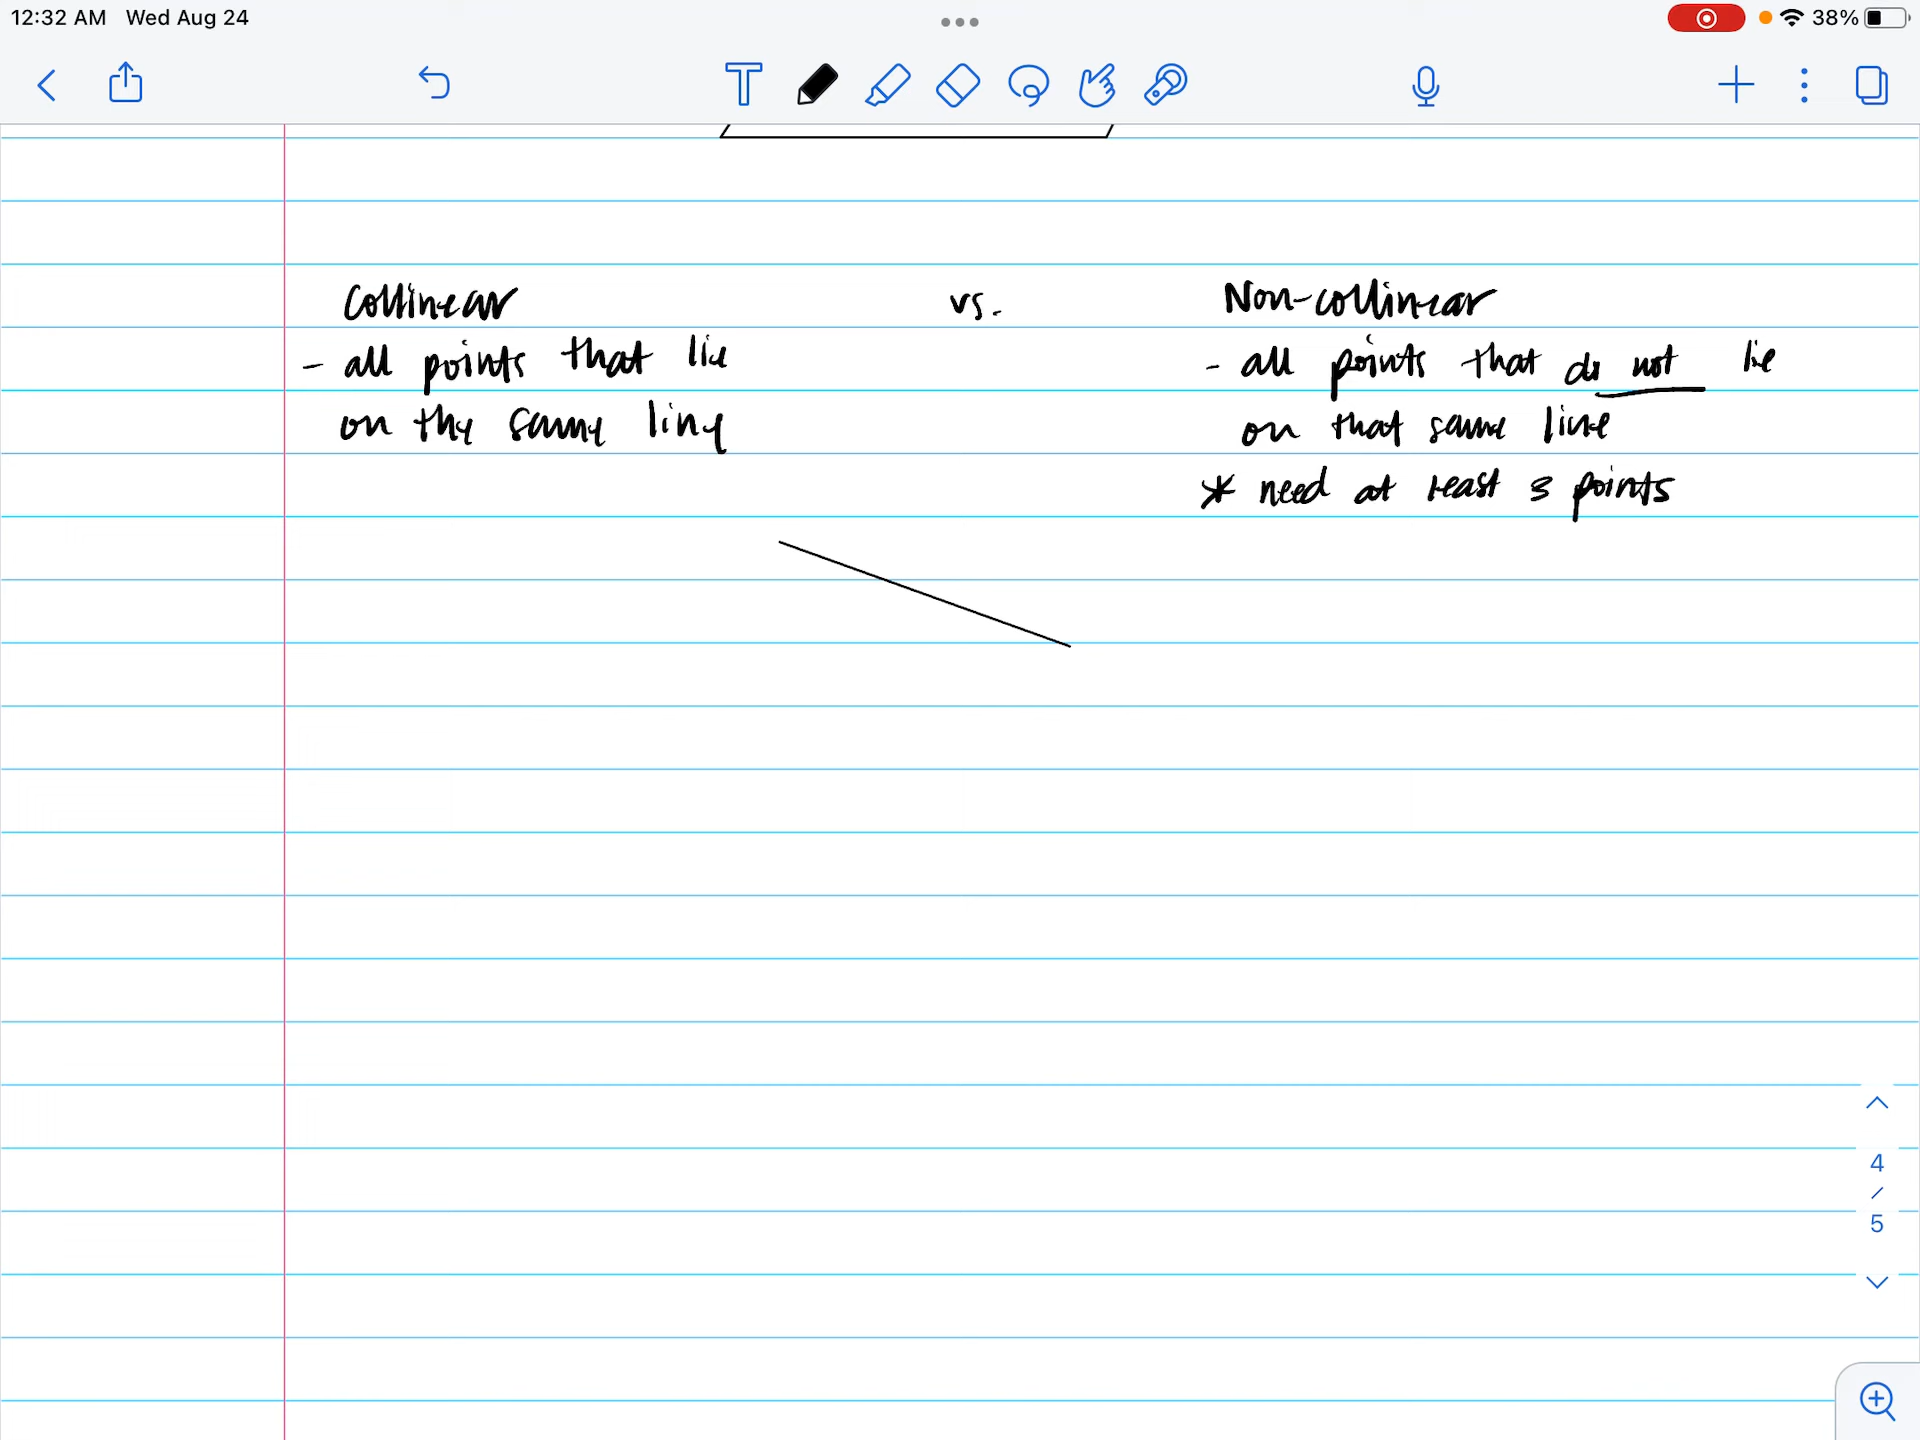 12:32 AM Wed Aug 24
38%
T
Collinear vs. Non-collinear
- all points that lie
on the same line
- all points that do not lie
on that same line
* need at least 3 points
4
/
5